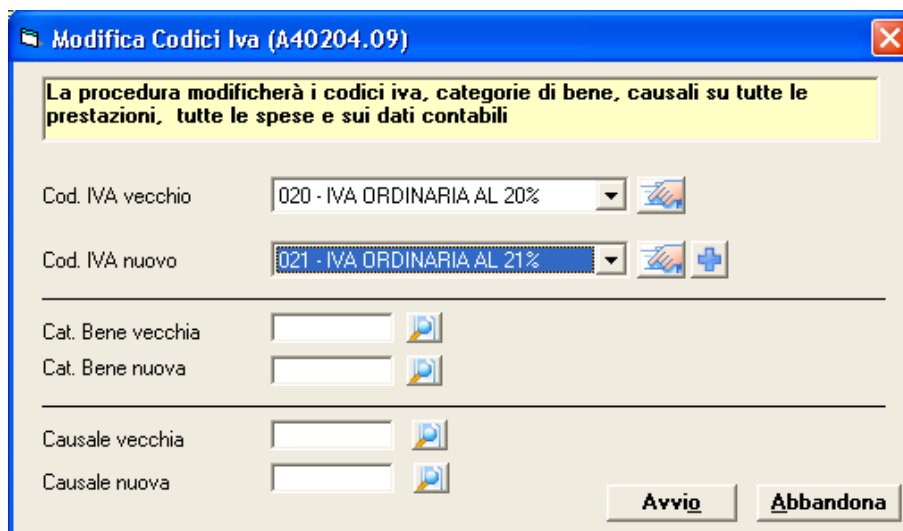 Modifica Codici Iva (A40204.09)
La procedura modificherà i codici iva, categorie di bene, causali su tutte le
prestazioni, tutte le spese e sui dati contabili
Cod. IVA vecchio 020 - IVA ORDINARIA AL 20%
Cod. IVA nuovo 021 - IVA ORDINARIA AL 21%
Cat. Bene vecchia
Cat. Bene nuova
Causale vecchia
Causale nuova
Avvio Abbandona